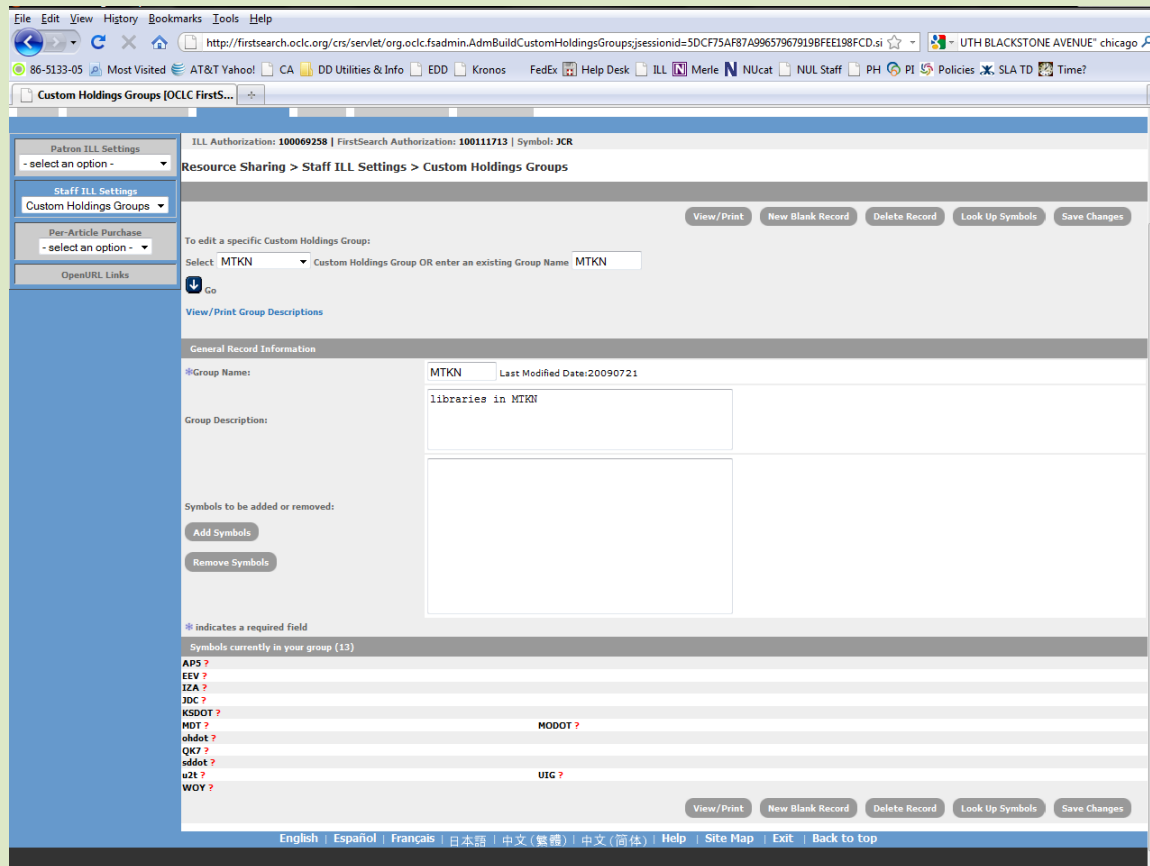 File Edit View History Bookmarks Tools Help
http://firstsearch.oclc.org/crs/servlet/org.oclc.fsadmin.AdmBuildCustomHoldingsGroups;jsessionid=5DCF75AF87A99657967919BFEE198FCD.si UTH BLACKSTONE AVENUE" chicago
86-5133-05 Most Visited AT&T Yahoo! CA DD Utilities & Info EDD Kronos FedEx Help Desk ILL Merle NUcat NUL Staff PH PI Policies SLA TD Time?
Custom Holdings Groups [OCLC FirstS...
ILL Authorization: 100069258 | FirstSearch Authorization: 100111713 | Symbol: JCR
Patron ILL Settings
- select an option -
Resource Sharing > Staff ILL Settings > Custom Holdings Groups
Staff ILL Settings
Custom Holdings Groups
View/Print New Blank Record Delete Record Look Up Symbols Save Changes
Per-Article Purchase
- select an option -
To edit a specific Custom Holdings Group:
Select MTKN Custom Holdings Group OR enter an existing Group Name MTKN
OpenURL Links
Go
View/Print Group Descriptions
General Record Information
*Group Name: MTKN Last Modified Date:20090721
libraries in MTKN
Group Description:
Symbols to be added or removed:
Add Symbols
Remove Symbols
* indicates a required field
Symbols currently in your group (13)
AP5 ?
EEV ?
IZA ?
JDC ?
KSDOT ?
MDT ? MODOT ?
ohdot ?
QK7 ?
sddot ?
u2t ? UIG ?
WOY ?
View/Print New Blank Record Delete Record Look Up Symbols Save Changes
English | Español | Français | 日本語 | 中文(繁體) | 中文(简体) | Help | Site Map | Exit | Back to top